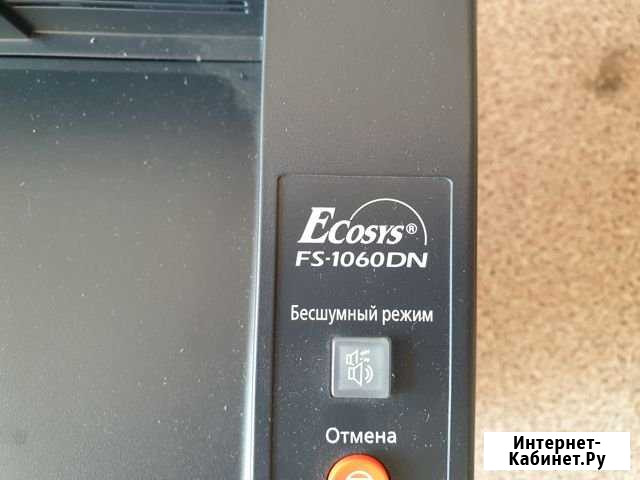 ECOSYS®
FS-1060DN
Бесшумный режим
Отмена
Интернет-
Кабинет.Ру